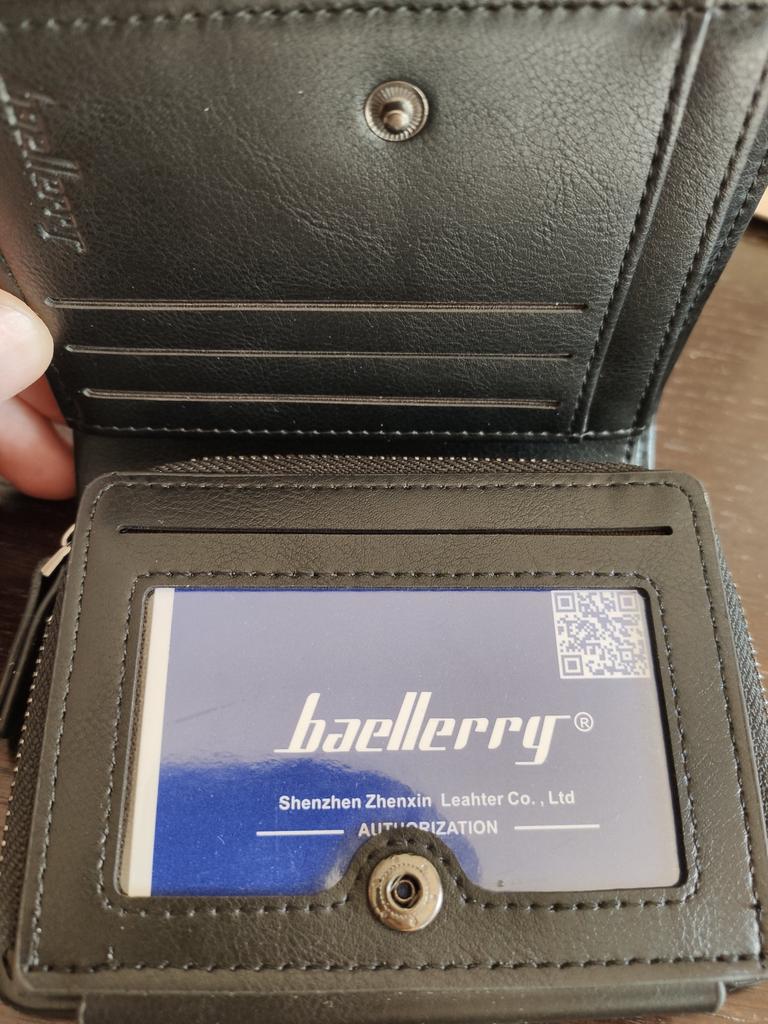 baellerry
baellerry®
Shenzhen Zhenxin Leahter Co. , Ltd
AUTHORIZATION